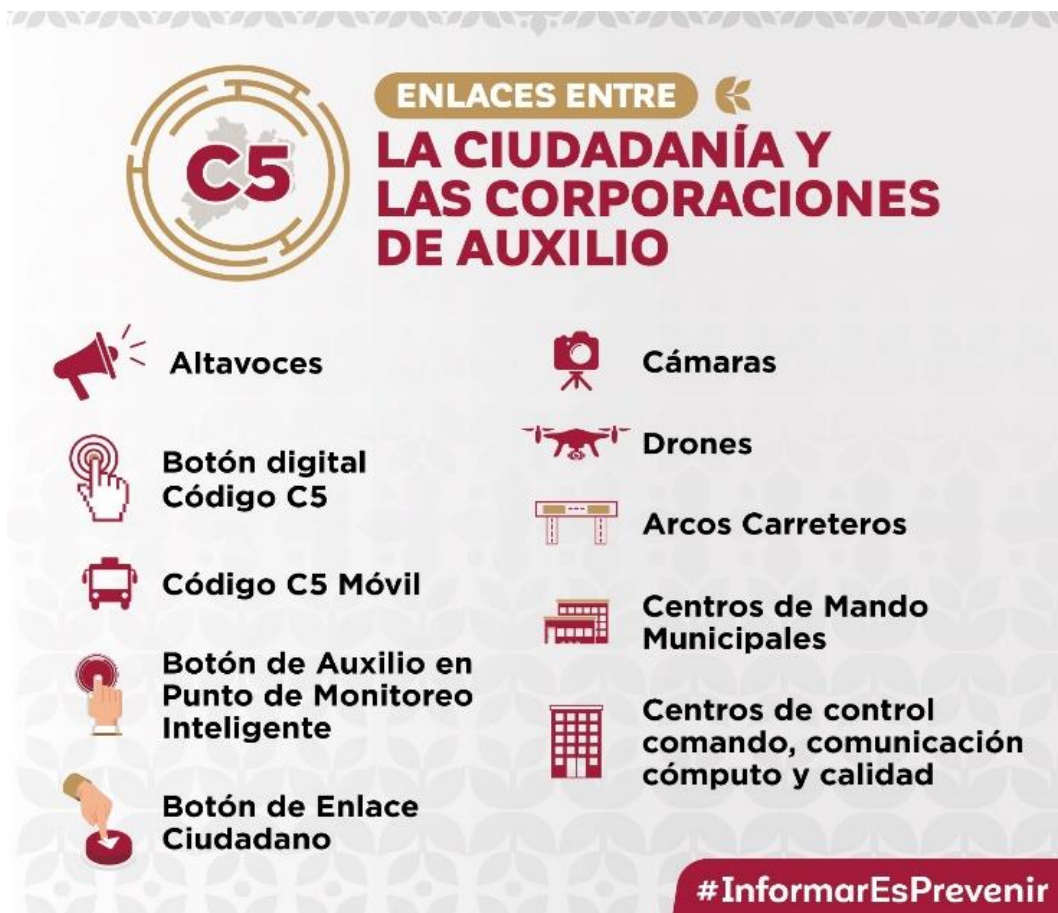 C5
ENLACES ENTRE
LA CIUDADANÍA Y
LAS CORPORACIONES
DE AUXILIO
Altavoces
Botón digital
Código C5
Código C5 Móvil
Botón de Auxilio en
Punto de Monitoreo
Inteligente
Botón de Enlace
Ciudadano
Cámaras
Drones
Arcos Carreteros
Centros de Mando
Municipales
Centros de control
comando, comunicación
cómputo y calidad
#InformarEsPrevenir